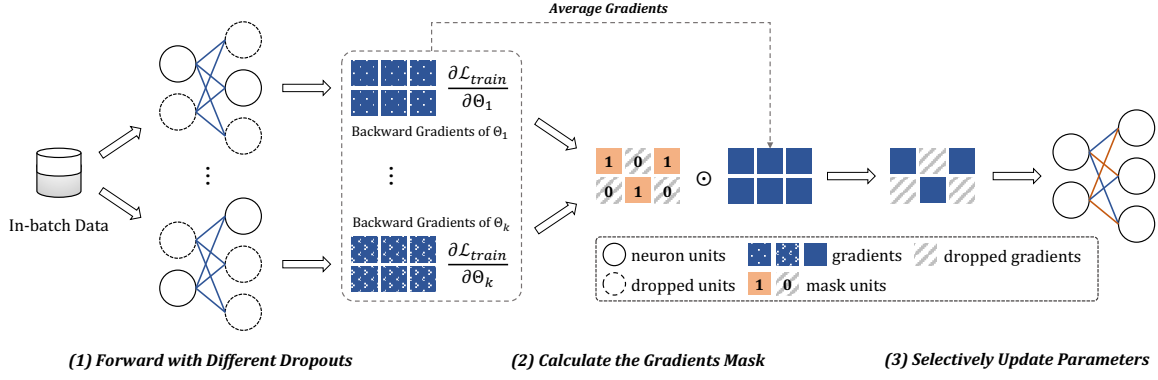 Average Gradients
∂ℒ_train
∂Θ_1
Backward Gradients of Θ_1
...
...
In-batch Data
Backward Gradients of Θ_k
∂ℒ_train
∂Θ_k
1 0 1
0 1 0
⊙
neuron units
gradients
dropped gradients
dropped units
1 0 mask units
(1) Forward with Different Dropouts
(2) Calculate the Gradients Mask
(3) Selectively Update Parameters